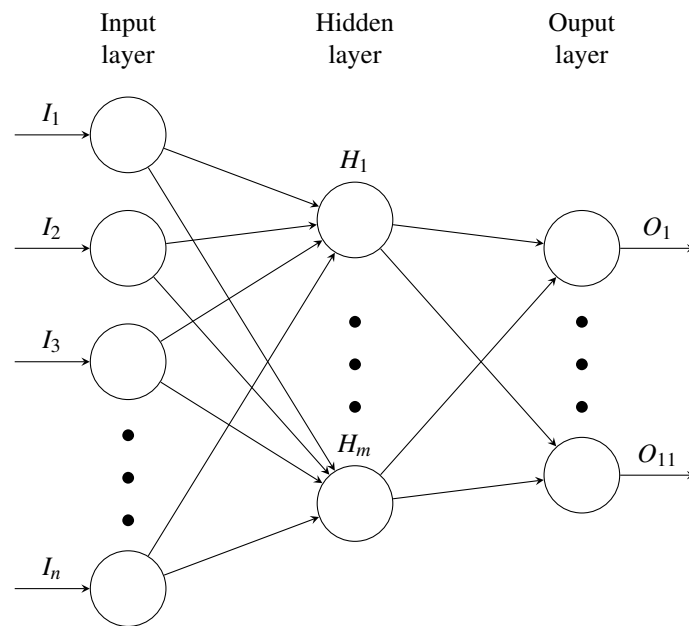 Input
layer
Hidden
layer
Ouput
layer
I₁
H₁
I₂
O₁
I₃
Hₘ
O₁₁
Iₙ